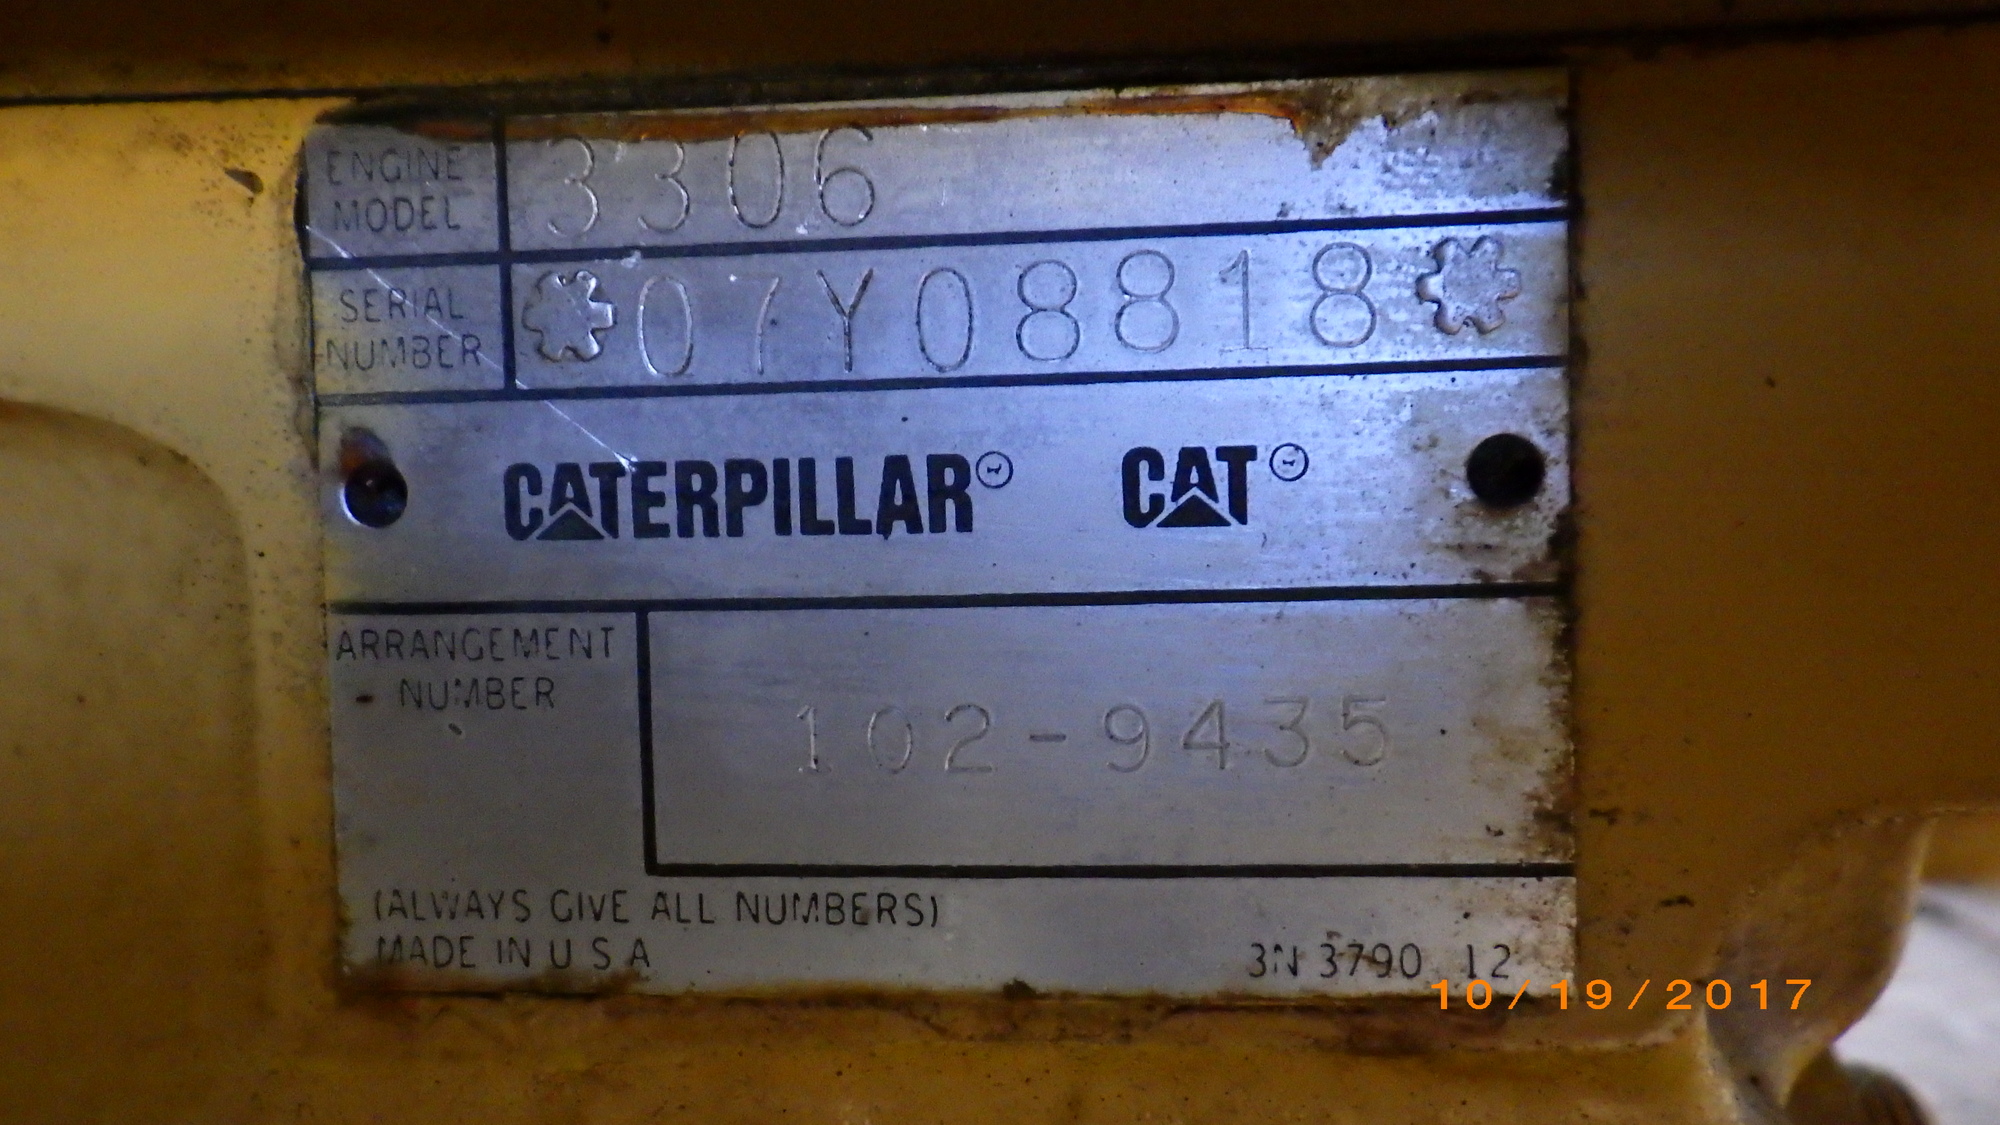 ENGINE MODEL 3306
SERIAL NUMBER 07Y08818
CATERPILLAR® CAT®
ARRANGEMENT NUMBER
102-9435
(ALWAYS GIVE ALL NUMBERS)
MADE IN U S A 3N 3790 12
10/19/2017